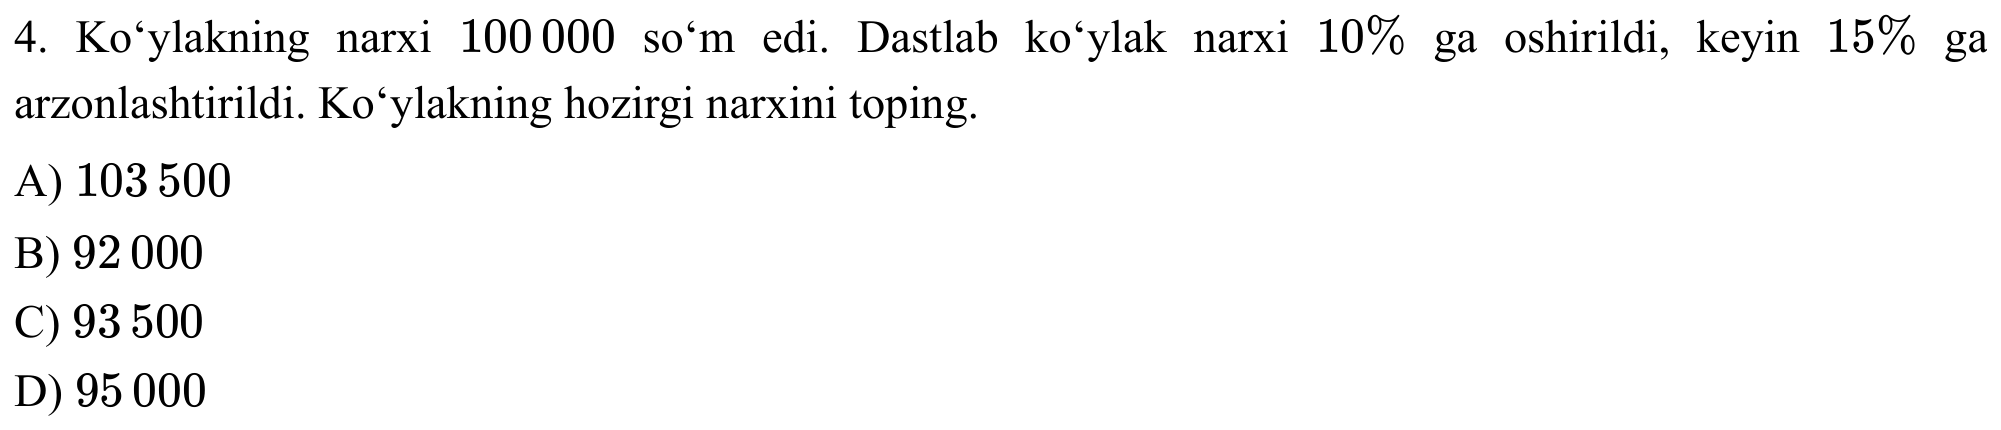 4. Ko‘ylakning narxi 100 000 so‘m edi. Dastlab ko‘ylak narxi 10% ga oshirildi, keyin 15% ga
arzonlashtirildi. Ko‘ylakning hozirgi narxini toping.
A) 103 500
B) 92 000
C) 93 500
D) 95 000